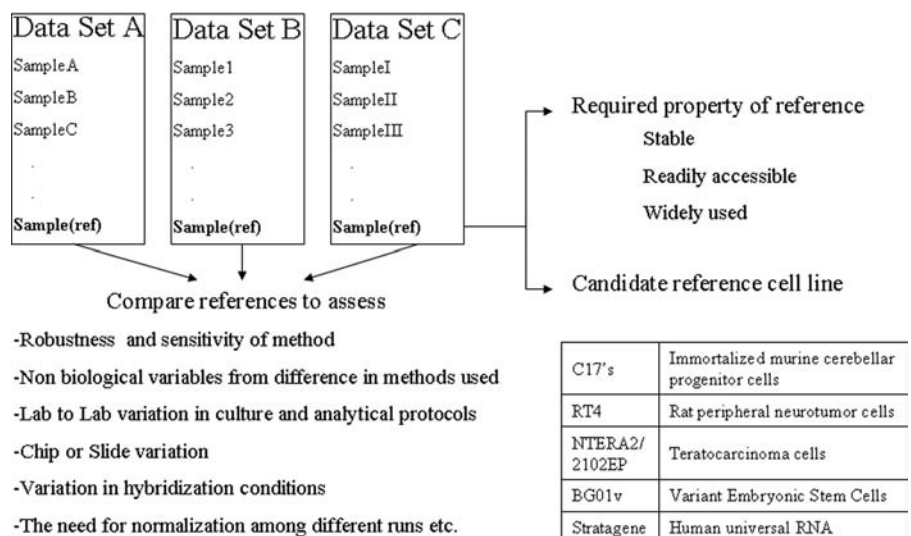 Data Set A
SampleA
SampleB
SampleC
.
.
Sample(ref)
Data Set B
Sample1
Sample2
Sample3
.
.
Sample(ref)
Data Set C
SampleI
SampleII
SampleIII
.
.
Sample(ref)
Required property of reference
Stable
Readily accessible
Widely used
Candidate reference cell line
Compare references to assess
-Robustness and sensitivity of method
-Non biological variables from difference in methods used
-Lab to Lab variation in culture and analytical protocols
-Chip or Slide variation
-Variation in hybridization conditions
-The need for normalization among different runs etc.
C17's
Immortalized murine cerebellar
progenitor cells
RT4
Rat peripheral neurotumor cells
NTERA2/
2102EP
Teratocarcinoma cells
BG01v
Variant Embryonic Stem Cells
Stratagene
Human universal RNA